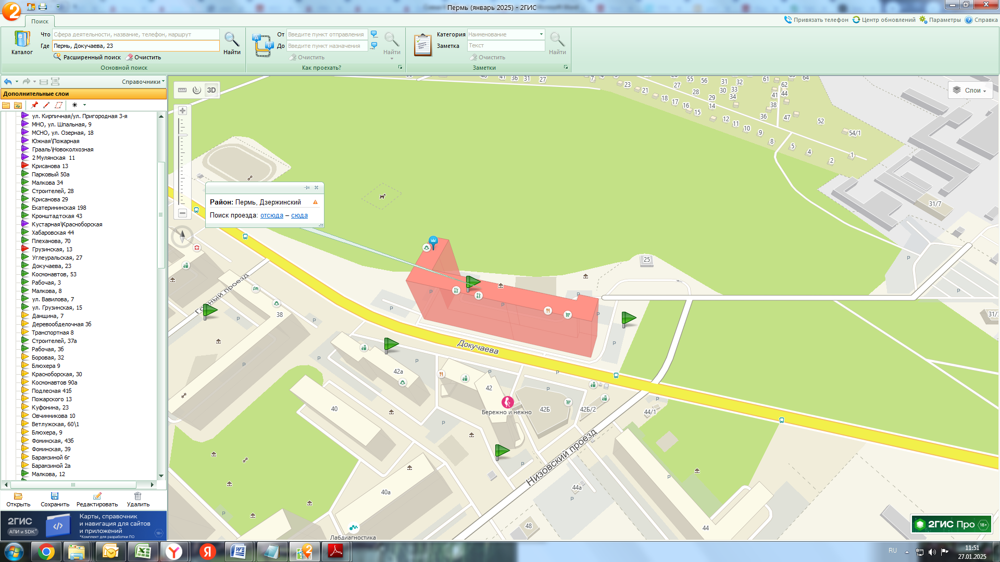 Пермь (январь 2025) - 2ГИС
Поиск
Привязать телефон
Центр обновлений
Параметры
Справка
Каталог
Что
Сфера деятельности, название, телефон, маршрут
Где
Пермь, Докучаева, 23
Расширенный поиск
Очистить
Найти
Основной поиск
От
Введите пункт отправления
До
Введите пункт назначения
Очистить
Найти
Как проехать?
Категория
Наименование
Заметка
Текст
Очистить
Найти
Заметки
Справочники
Дополнительные слои
ул. Кирпичная/ул. Пригородная 3-я
МНО, ул. Шпальная, 9
МСНО, ул. Озерная, 18
Южная\Пожарная
Грааль\Новоколхозная
2 Мулянская 11
Крисанова 13
Парковый 50а
Малкова 34
Строителей, 28
Крисанова 29
Екатерининская 198
Кронштадтская 43
Кустарная\Красноборская
Хабаровская 44
Плеханова, 70
Грузинская, 13
Углеуральская, 27
Докучаева, 23
Космонавтов, 53
Рабочая, 3
Малкова, 8
ул. Вавилова, 7
ул. Грузинская, 15
Данщина, 7
Деревообделочная 3б
Транспортная 8
Строителей, 37а
Рабочая, 3б
Боровая, 32
Блюхера 9
Красноборская, 30
Космонавтов 90а
Подлесная 41б
Пожарского 13
Куфонина, 23
Овчинникова 10
Ветлужская, 60\1
Блюхера, 9
Фоминская, 43б
Фоминская, 39
Барамзиной 6г
Барамзиной 2а
Малкова, 12
Открыть
Сохранить
Редактировать
Удалить
2ГИС
АПИ и SDK*
Карты, справочник
и навигация для сайтов
и приложений
*Комплект для разработки ПО
18+
3D
Слои
Район: Пермь, Дзержинский
Поиск проезда: отсюда – сюда
41
36
31
27
7
4
23
21
18
17
16
15
27
55
56
28
29
14
31
32
30
33
34
61
62
64
41
44
38
36
47
12
11
10
9
8
52
54/1
5
4
2
1
31/7
25
38
Докучаева
42а
42
40
Бережно и нежно
42Б
42Б/2
44/1
Низовский проезд
40а
44а
48
44
Лабдиагностика
2ГИС Про
18+
RU
11:51
27.01.2025